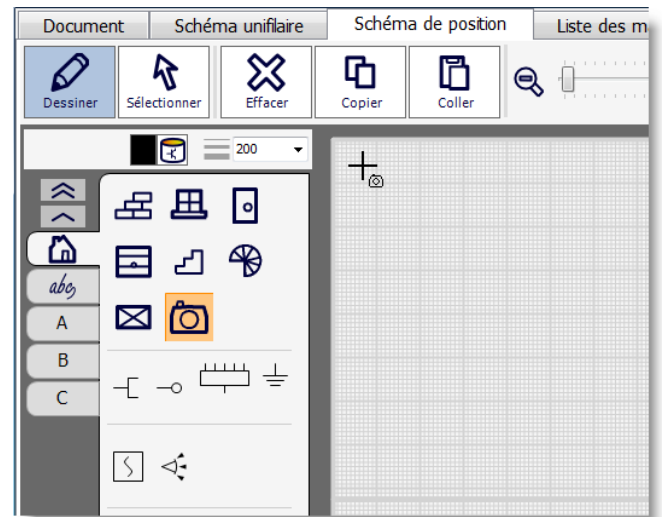 Document
Schéma unifilaire
Schéma de position
Liste des m
Dessiner
Sélectionner
Effacer
Copier
Coller
200
abc
A
B
C